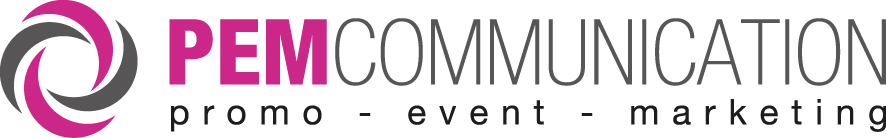 PEMCOMMUNICATION
promo - event - marketing